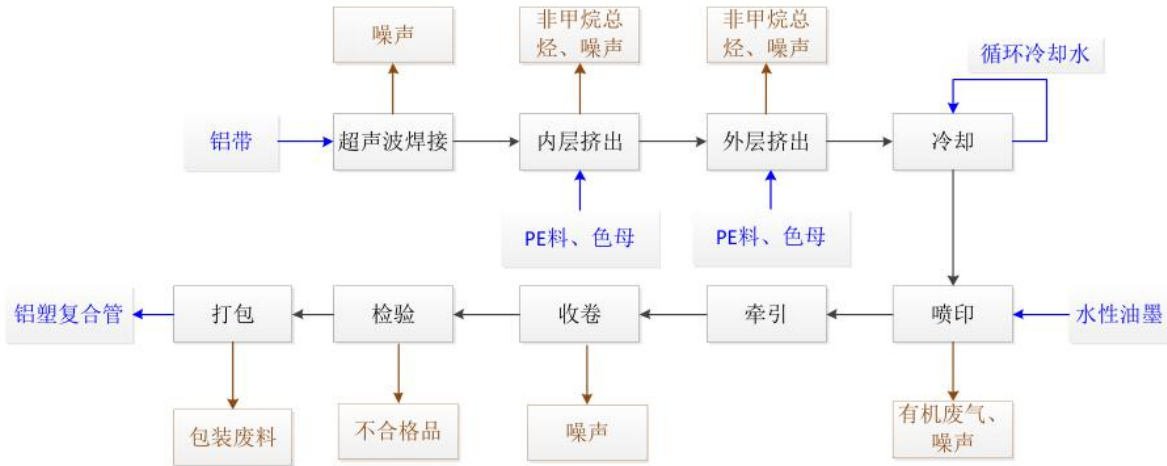 噪声
非甲烷总
烃、噪声
非甲烷总
烃、噪声
循环冷却水
铝带
超声波焊接
内层挤出
外层挤出
冷却
PE料、色母
PE料、色母
铝塑复合管
打包
检验
收卷
牵引
喷印
水性油墨
包装废料
不合格品
噪声
有机废气、
噪声